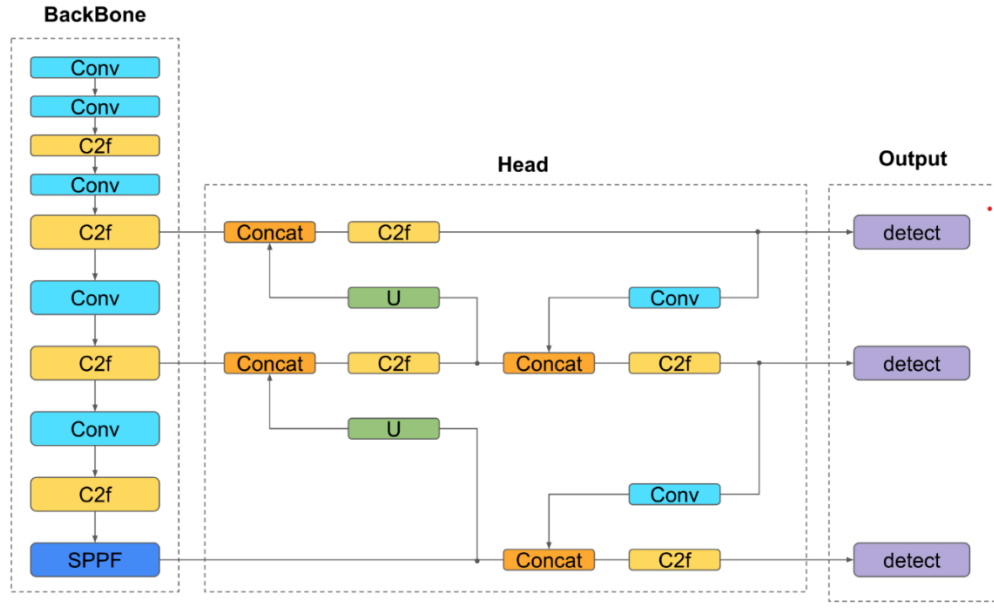 BackBone
Conv
Conv
C2f
Conv
C2f
Conv
C2f
Conv
C2f
SPPF
Head
Concat
C2f
U
Conv
Concat
C2f
Concat
C2f
U
Conv
Concat
C2f
Output
detect
detect
detect